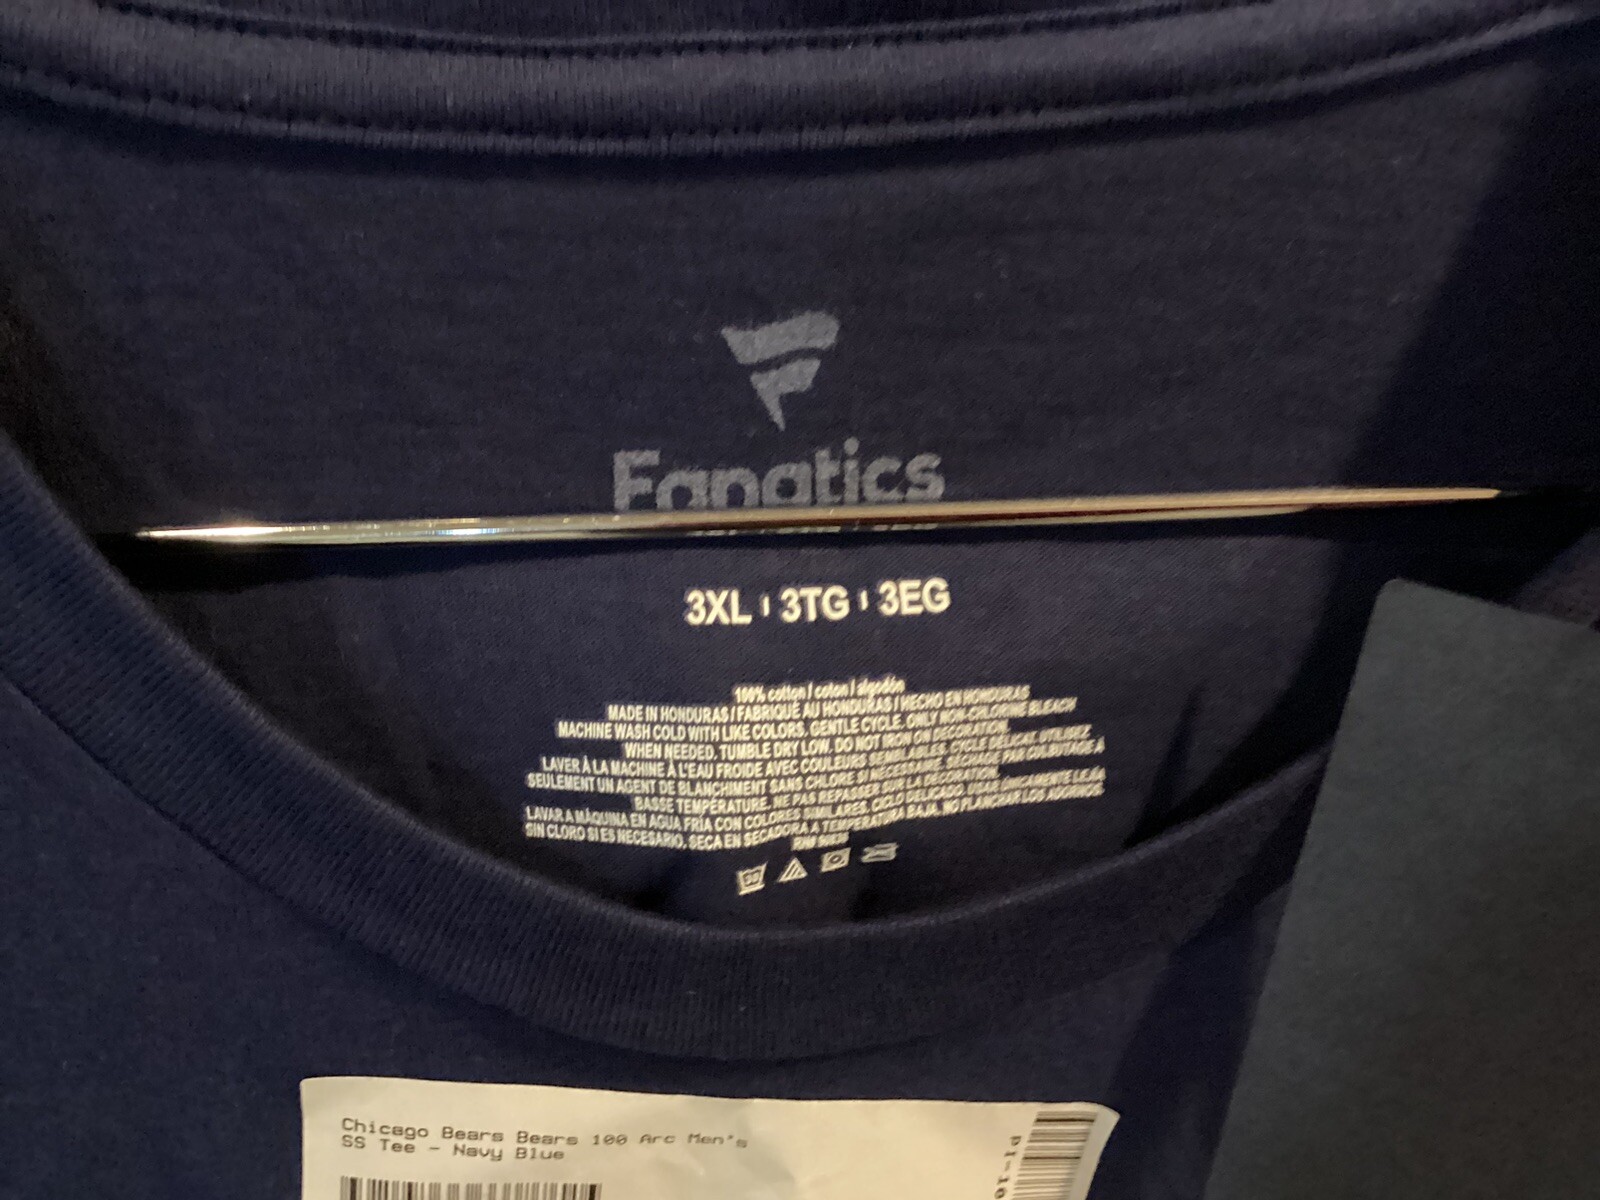 Fanatics
3XL | 3TG | 3EG
100% cotton / coton / algodón
MADE IN HONDURAS / FABRIQUÉ AU HONDURAS / HECHO EN HONDURAS
MACHINE WASH COLD WITH LIKE COLORS, GENTLE CYCLE. ONLY NON-CHLORINE BLEACH
WHEN NEEDED. TUMBLE DRY LOW. DO NOT IRON ON DECORATION.
LAVER À LA MACHINE À L'EAU FROIDE AVEC COULEURS SEMBLABLES, CYCLE DÉLICAT. UTILISEZ
SEULEMENT UN AGENT DE BLANCHIMENT SANS CHLORE SI NÉCESSAIRE. SÉCHAGE PAR CULBUTAGE À
BASSE TEMPÉRATURE. NE PAS REPASSER SUR LA DÉCORATION.
LAVAR A MÁQUINA EN AGUA FRÍA CON COLORES SIMILARES, CICLO DELICADO. USAR ÚNICAMENTE LEJÍA
SIN CLORO SI ES NECESARIO. SECA EN SECADORA A TEMPERATURA BAJA. NO PLANCHAR LOS ADORNOS.
RN#
30
Chicago Bears Bears 100 Arc Men's
SS Tee - Navy Blue